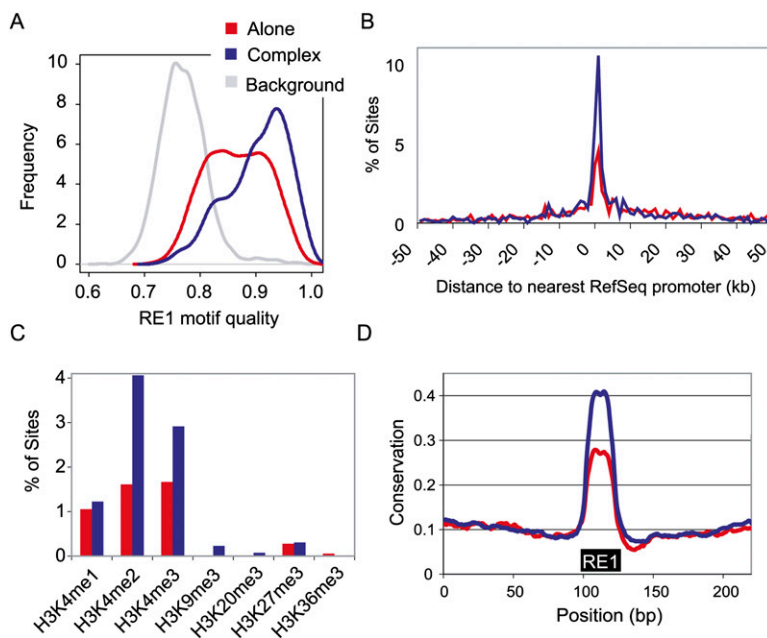 A
Alone
Complex
Background
10
8
6
4
2
0
Frequency
0.6 0.7 0.8 0.9 1.0
RE1 motif quality
B
10
5
0
% of Sites
-50 -40 -30 -20 -10 0 10 20 30 40 50
Distance to nearest RefSeq promoter (kb)
C
4
3
2
1
0
% of Sites
H3K4me1 H3K4me2 H3K4me3 H3K9me3 H3K20me3 H3K27me3 H3K36me3
D
0.4
0.3
0.2
0.1
0
Conservation
RE1
0 50 100 150 200
Position (bp)